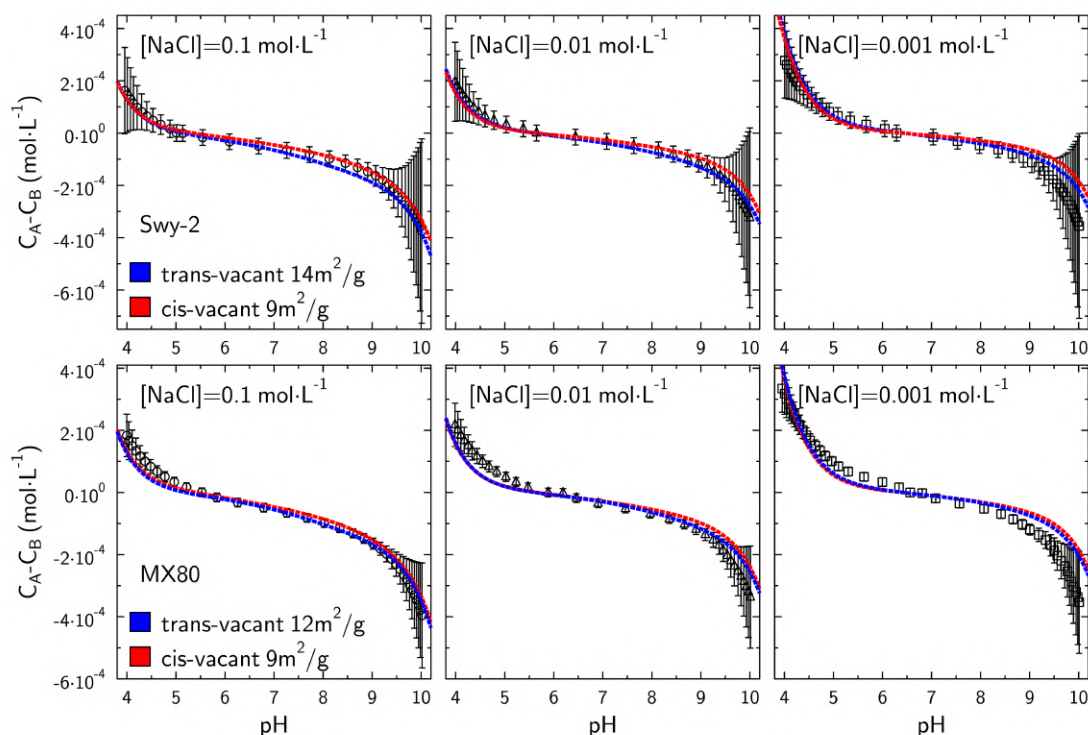 [NaCl]=0.1 mol·L⁻¹
[NaCl]=0.01 mol·L⁻¹
[NaCl]=0.001 mol·L⁻¹
4·10⁻⁴
2·10⁻⁴
0·10⁰
-2·10⁻⁴
-4·10⁻⁴
-6·10⁻⁴
C_A-C_B (mol·L⁻¹)
Swy-2
trans-vacant 14m²/g
cis-vacant 9m²/g
4 5 6 7 8 9 10
4 5 6 7 8 9 10
4 5 6 7 8 9 10
[NaCl]=0.1 mol·L⁻¹
[NaCl]=0.01 mol·L⁻¹
[NaCl]=0.001 mol·L⁻¹
4·10⁻⁴
2·10⁻⁴
0·10⁰
-2·10⁻⁴
-4·10⁻⁴
-6·10⁻⁴
C_A-C_B (mol·L⁻¹)
MX80
trans-vacant 12m²/g
cis-vacant 9m²/g
4 5 6 7 8 9 10
4 5 6 7 8 9 10
4 5 6 7 8 9 10
pH
pH
pH